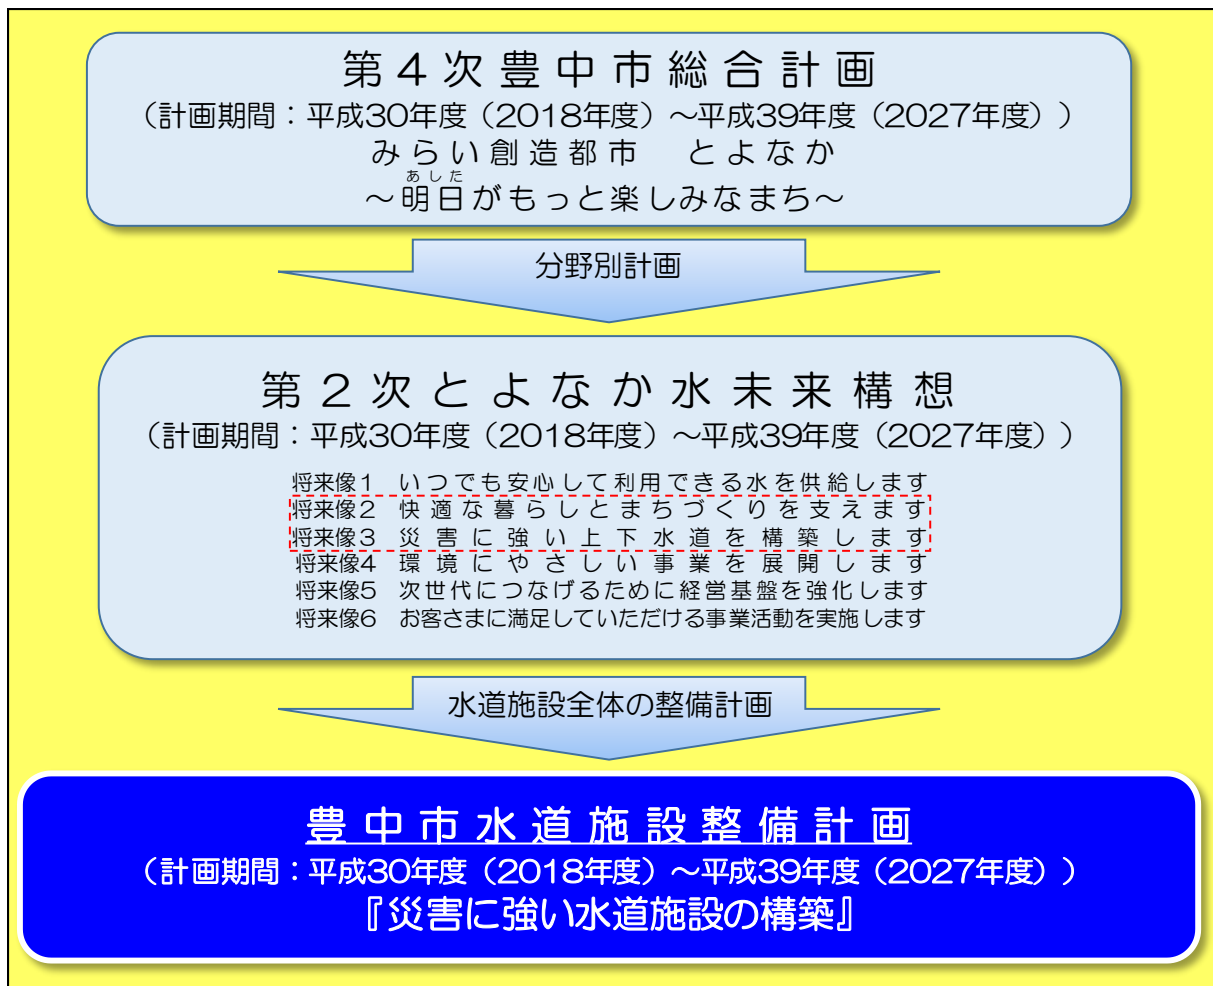 第４次豊中市総合計画
（計画期間：平成30年度（2018年度）～平成39年度（2027年度））
みらい創造都市　とよなか
あした
～明日がもっと楽しみなまち～
分野別計画
第２次とよなか水未来構想
（計画期間：平成30年度（2018年度）～平成39年度（2027年度））
将来像１　いつでも安心して利用できる水を供給します
将来像２　快適な暮らしとまちづくりを支えます
将来像３　災害に強い上下水道を構築します
将来像４　環境にやさしい事業を展開します
将来像５　次世代につなげるために経営基盤を強化します
将来像６　お客さまに満足していただける事業活動を実施します
水道施設全体の整備計画
豊中市水道施設整備計画
（計画期間：平成30年度（2018年度）～平成39年度（2027年度））
『災害に強い水道施設の構築』